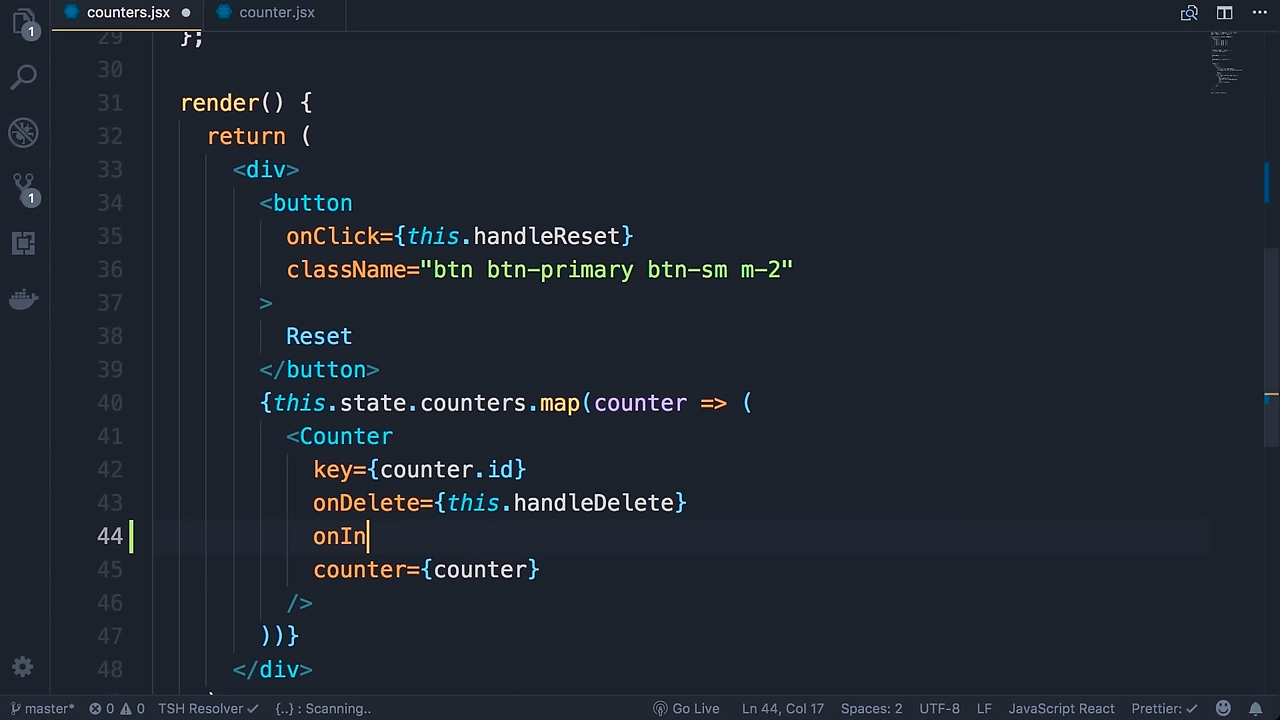 counters.jsx ● counter.jsx
1
29 };
30
31 render() {
32 return (
33 <div>
34 <button
1
35 onClick={this.handleReset}
36 className="btn btn-primary btn-sm m-2"
37 >
38 Reset
39 </button>
40 {this.state.counters.map(counter => (
41 <Counter
42 key={counter.id}
43 onDelete={this.handleDelete}
44 onIn
45 counter={counter}
46 />
47 ))}
48 </div>
master* 0 0 TSH Resolver ✓ {..} : Scanning.. Go Live Ln 44, Col 17 Spaces: 2 UTF-8 LF JavaScript React Prettier: ✓